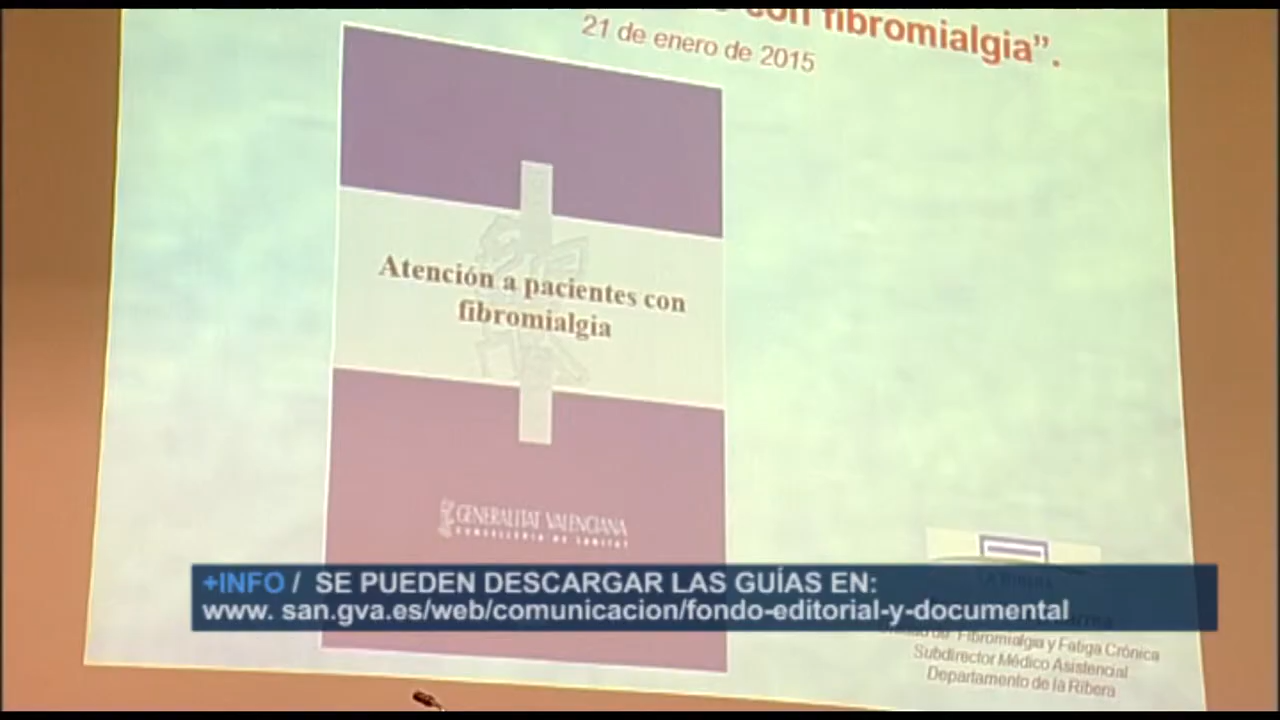 con fibromialgia”.
21 de enero de 2015
Atención a pacientes con
fibromialgia
GENERALITAT VALENCIANA
CONSELLERIA DE SANITAT
+INFO / SE PUEDEN DESCARGAR LAS GUÍAS EN:
www. san.gva.es/web/comunicacion/fondo-editorial-y-documental
Fibromialgia y Fatiga Crónica
Subdirector Médico Asistencial
Departamento de la Ribera